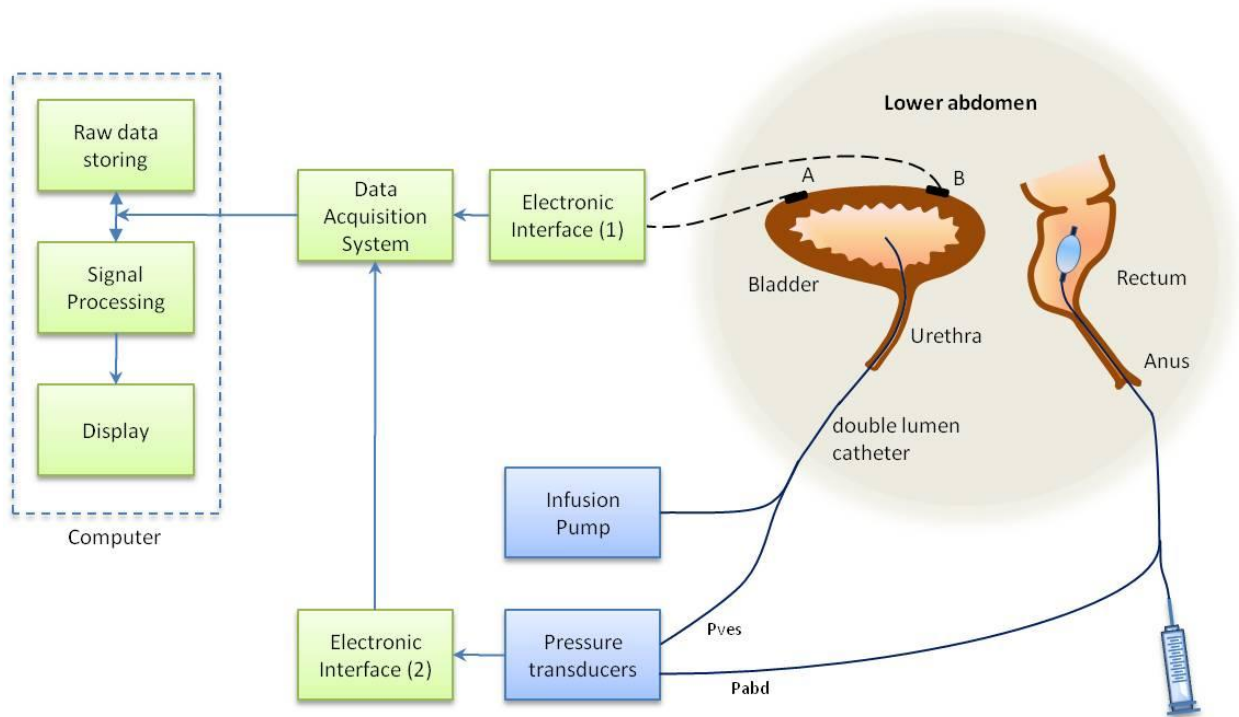 Lower abdomen
Raw data
storing
Data
Acquisition
System
Electronic
Interface (1)
A
B
Signal
Processing
Bladder
Rectum
Urethra
Anus
Display
double lumen
catheter
Infusion
Pump
Computer
Pves
Electronic
Interface (2)
Pressure
transducers
Pabd